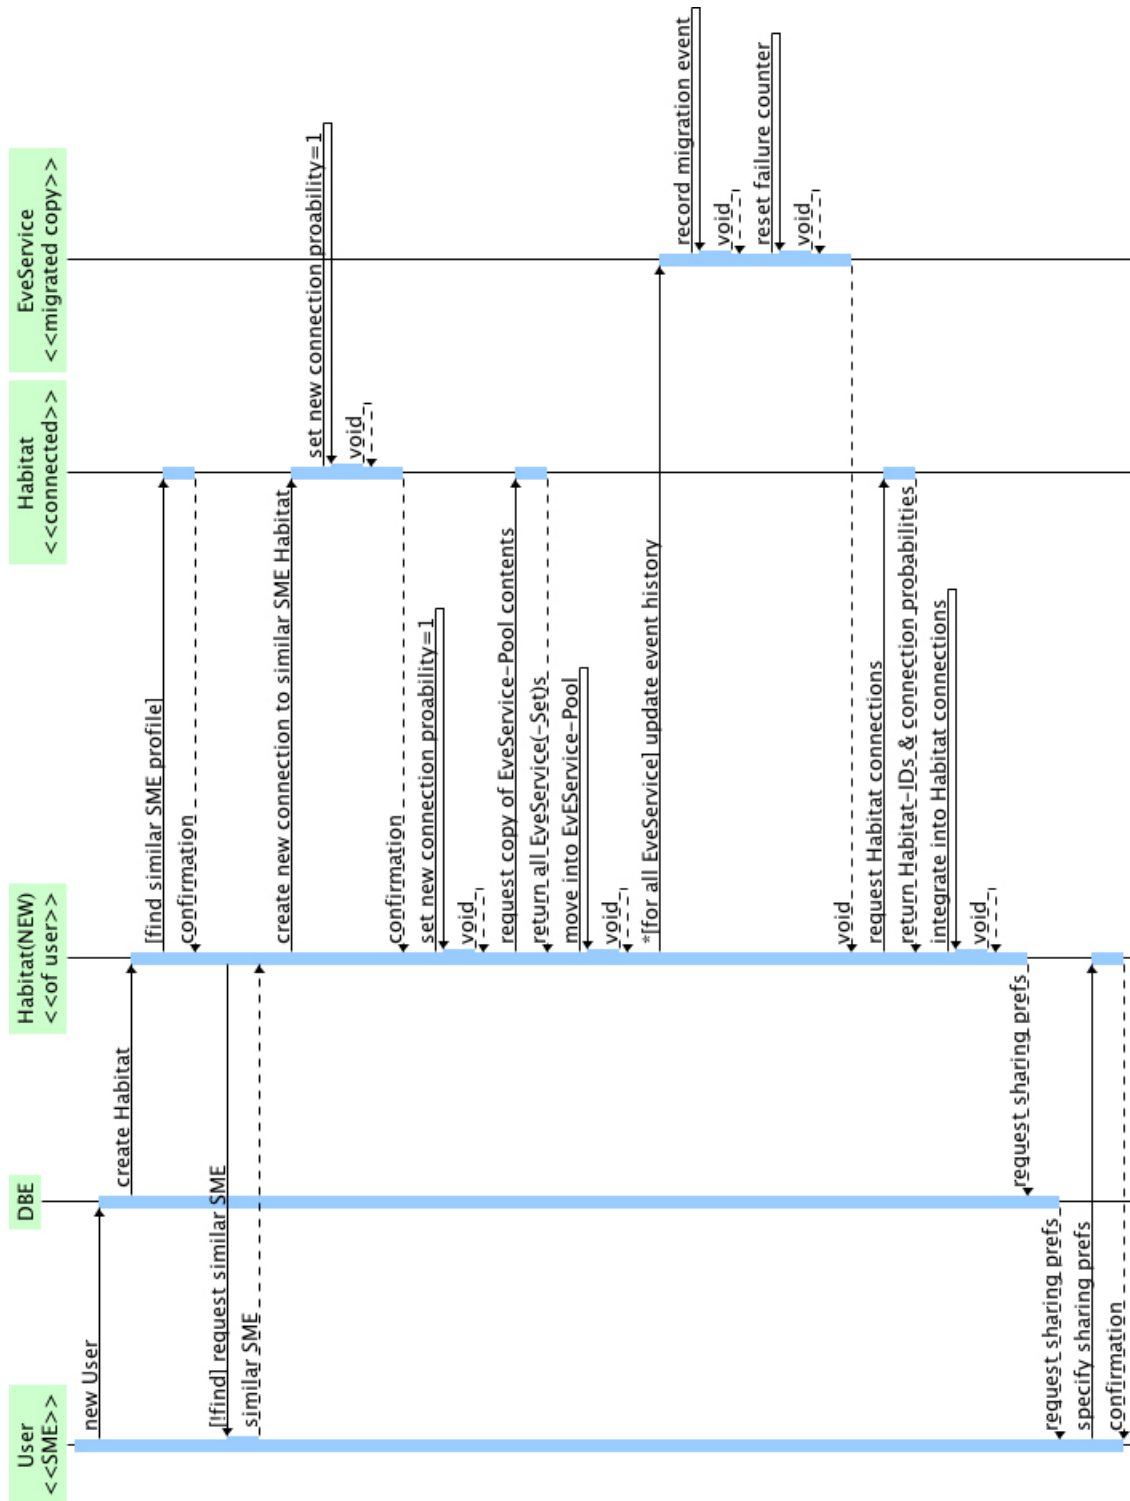 User
<<SME>>
DBE
Habitat(NEW)
<<of user>>
Habitat
<<connected>>
EveService
<<migrated copy>>
new User
create Habitat
[find similar SME profile]
confirmation
[!find] request similar SME
similar SME
create new connection to similar SME Habitat
set new connection proability=1
void
confirmation
set new connection proability=1
void
request copy of EveService-Pool contents
return all EveService(-Set)s
move into EvEService-Pool
void
*[for all EveService] update event history
record migration event
void
reset failure counter
void
void
request Habitat connections
return Habitat-IDs & connection probabilities
integrate into Habitat connections
void
request sharing prefs
request sharing prefs
specify sharing prefs
confirmation